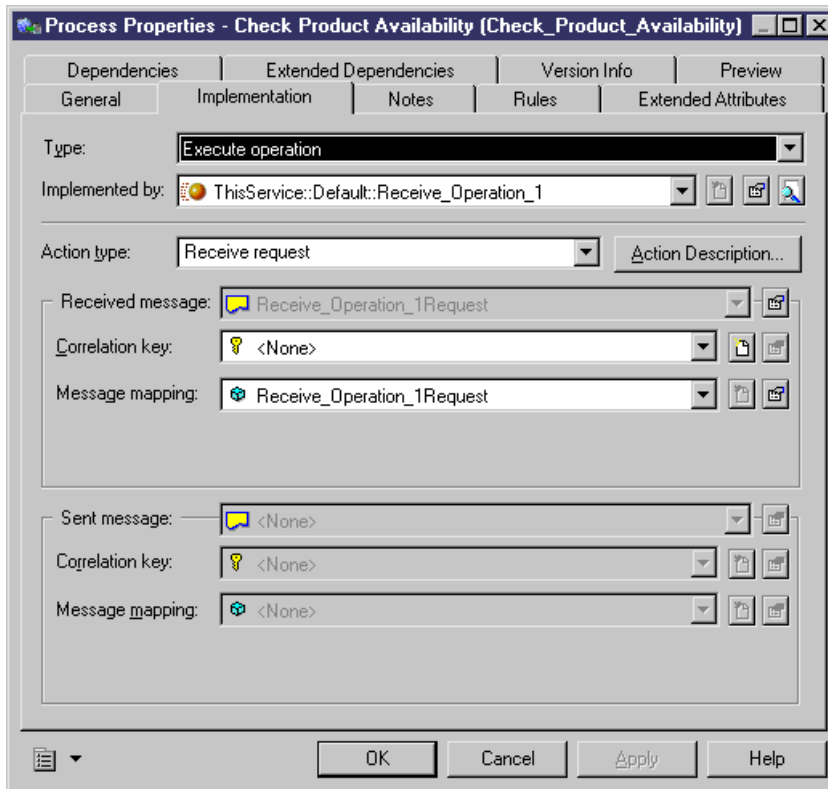 Process Properties - Check Product Availability (Check_Product_Availability)
Dependencies Extended Dependencies Version Info Preview
General Implementation Notes Rules Extended Attributes
Type: Execute operation
Implemented by: ThisService::Default::Receive_Operation_1
Action type: Receive request Action Description...
Received message: Receive_Operation_1Request
Correlation key: <None>
Message mapping: Receive_Operation_1Request
Sent message: <None>
Correlation key: <None>
Message mapping: <None>
OK Cancel Apply Help